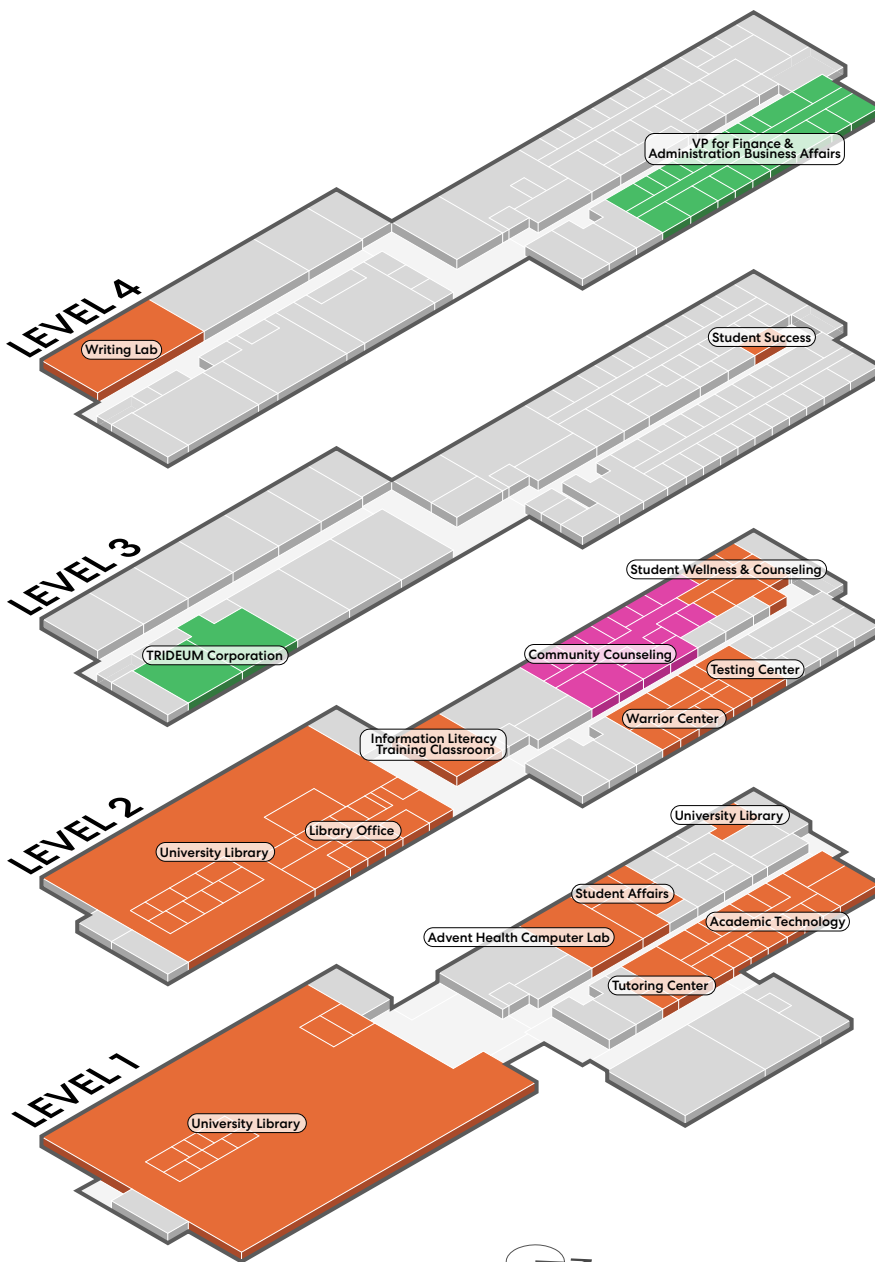 LEVEL 4
VP for Finance &
Administration Business Affairs
Writing Lab
LEVEL 3
Student Success
TRIDEUM Corporation
LEVEL 2
Student Wellness & Counseling
Community Counseling
Testing Center
Warrior Center
Information Literacy
Training Classroom
Library Office
University Library
LEVEL 1
University Library
Student Affairs
Academic Technology
Advent Health Camputer Lab
Tutoring Center
University Library